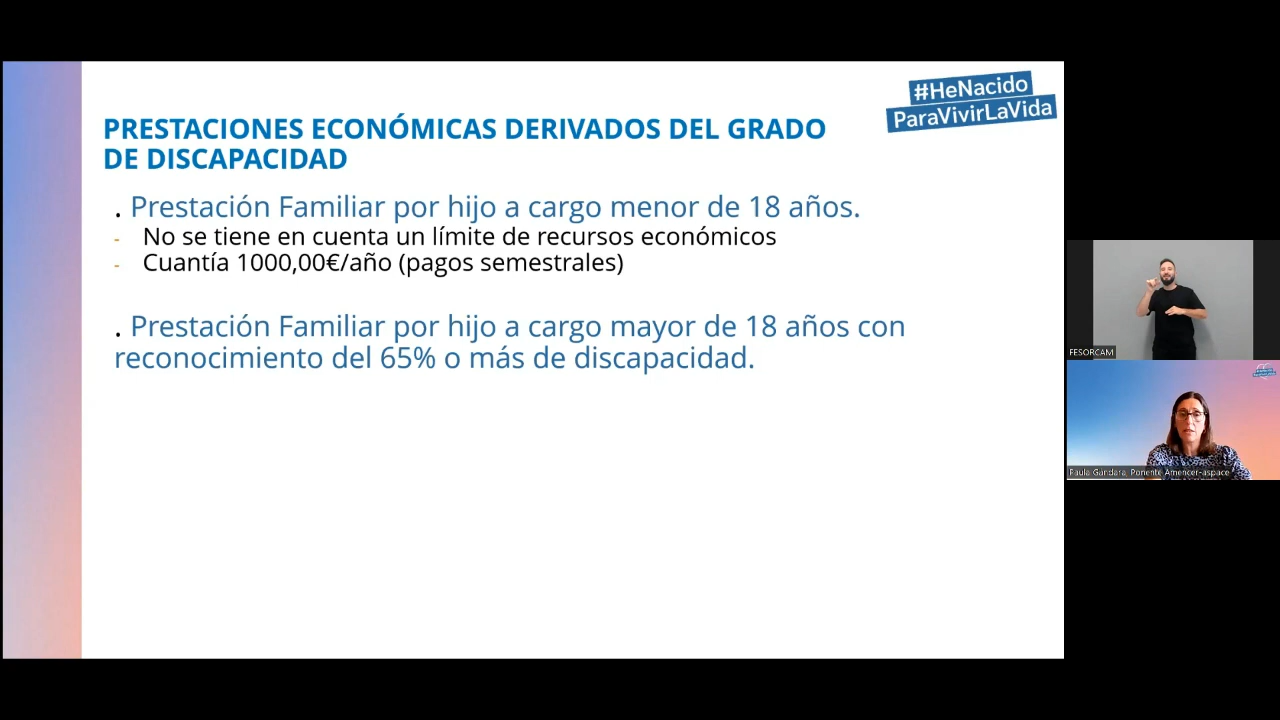 #HeNacido
ParaVivirLaVida
PRESTACIONES ECONÓMICAS DERIVADOS DEL GRADO
DE DISCAPACIDAD
. Prestación Familiar por hijo a cargo menor de 18 años.
- No se tiene en cuenta un límite de recursos económicos
- Cuantía 1000,00€/año (pagos semestrales)
. Prestación Familiar por hijo a cargo mayor de 18 años con
reconocimiento del 65% o más de discapacidad.
FESORCAM
Paula Gándara, Ponente Amencer-aspace